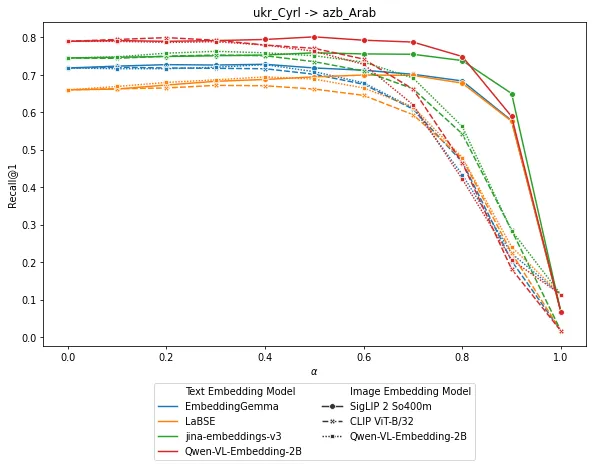 ukr_Cyrl -> azb_Arab
Recall@1
0.8
0.7
0.6
0.5
0.4
0.3
0.2
0.1
0.0
0.0 0.2 0.4 0.6 0.8 1.0
α
Text Embedding Model Image Embedding Model
EmbeddingGemma SigLIP 2 So400m
LaBSE CLIP ViT-B/32
jina-embeddings-v3 Qwen-VL-Embedding-2B
Qwen-VL-Embedding-2B